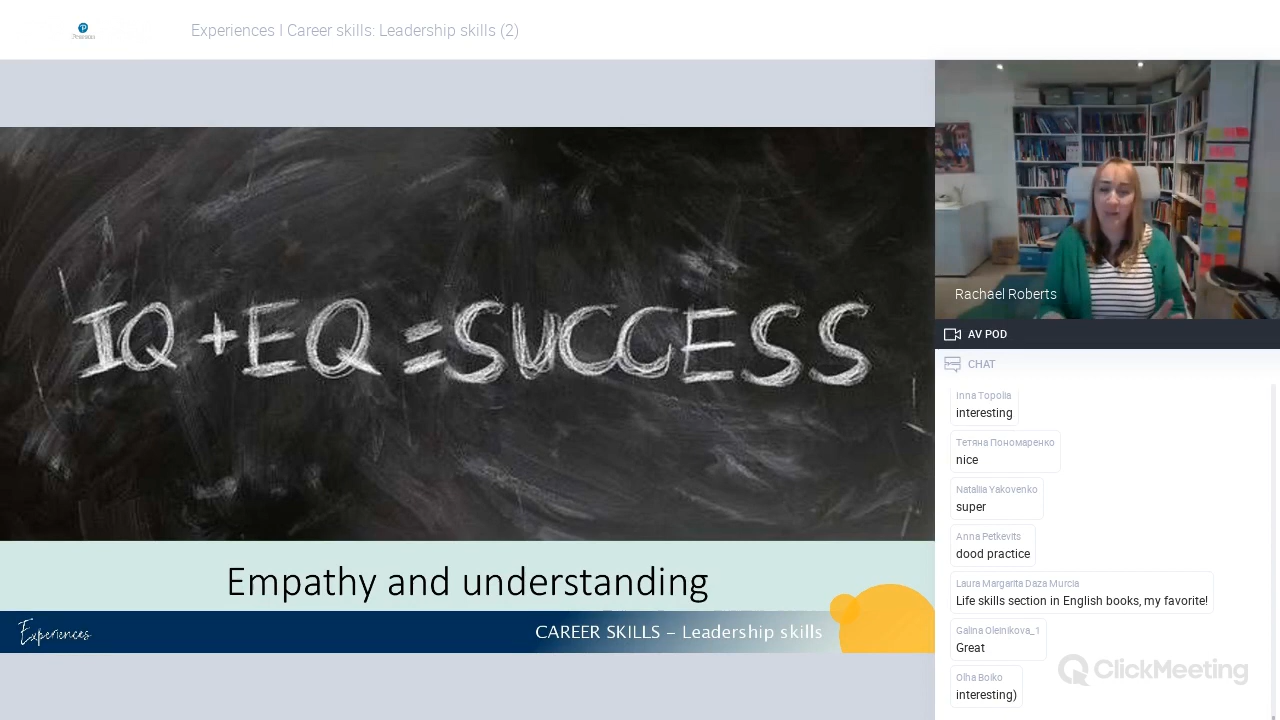 Pearson
Experiences I Career skills: Leadership skills (2)
IQ + EQ = SUCCESS
Empathy and understanding
Experiences
CAREER SKILLS – Leadership skills
Rachael Roberts
AV POD
CHAT
Inna Topolia
interesting
Тетяна Пономаренко
nice
Nataliia Yakovenko
super
Anna Petkevits
dood practice
Laura Margarita Daza Murcia
Life skills section in English books, my favorite!
Galina Oleinikova_1
Great
Olha Boiko
interesting)
ClickMeeting